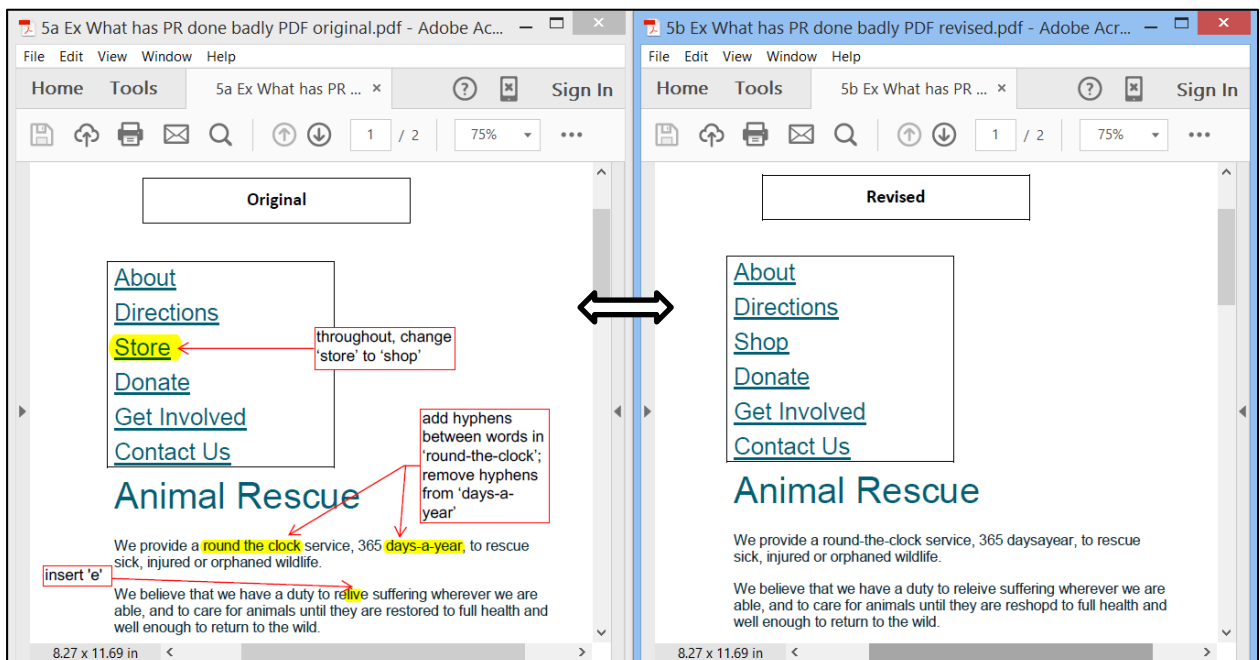 5a Ex What has PR done badly PDF original.pdf - Adobe Ac...
File Edit View Window Help
Home Tools 5a Ex What has PR ... × ? Sign In
1 / 2 75% •••
Original
About
Directions
Store
throughout, change
‘store’ to ‘shop’
Donate
Get Involved
Contact Us
add hyphens
between words in
‘round-the-clock’;
remove hyphens
from ‘days-a-
year’
Animal Rescue
We provide a round the clock service, 365 days-a-year, to rescue
sick, injured or orphaned wildlife.
insert 'e'
We believe that we have a duty to relive suffering wherever we are
able, and to care for animals until they are restored to full health and
well enough to return to the wild.
8.27 x 11.69 in
5b Ex What has PR done badly PDF revised.pdf - Adobe Acr...
File Edit View Window Help
Home Tools 5b Ex What has PR ... × ? Sign In
1 / 2 75% •••
Revised
About
Directions
Shop
Donate
Get Involved
Contact Us
Animal Rescue
We provide a round-the-clock service, 365 daysayear, to rescue
sick, injured or orphaned wildlife.
We believe that we have a duty to releive suffering wherever we are
able, and to care for animals until they are reshopd to full health and
well enough to return to the wild.
8.27 x 11.69 in